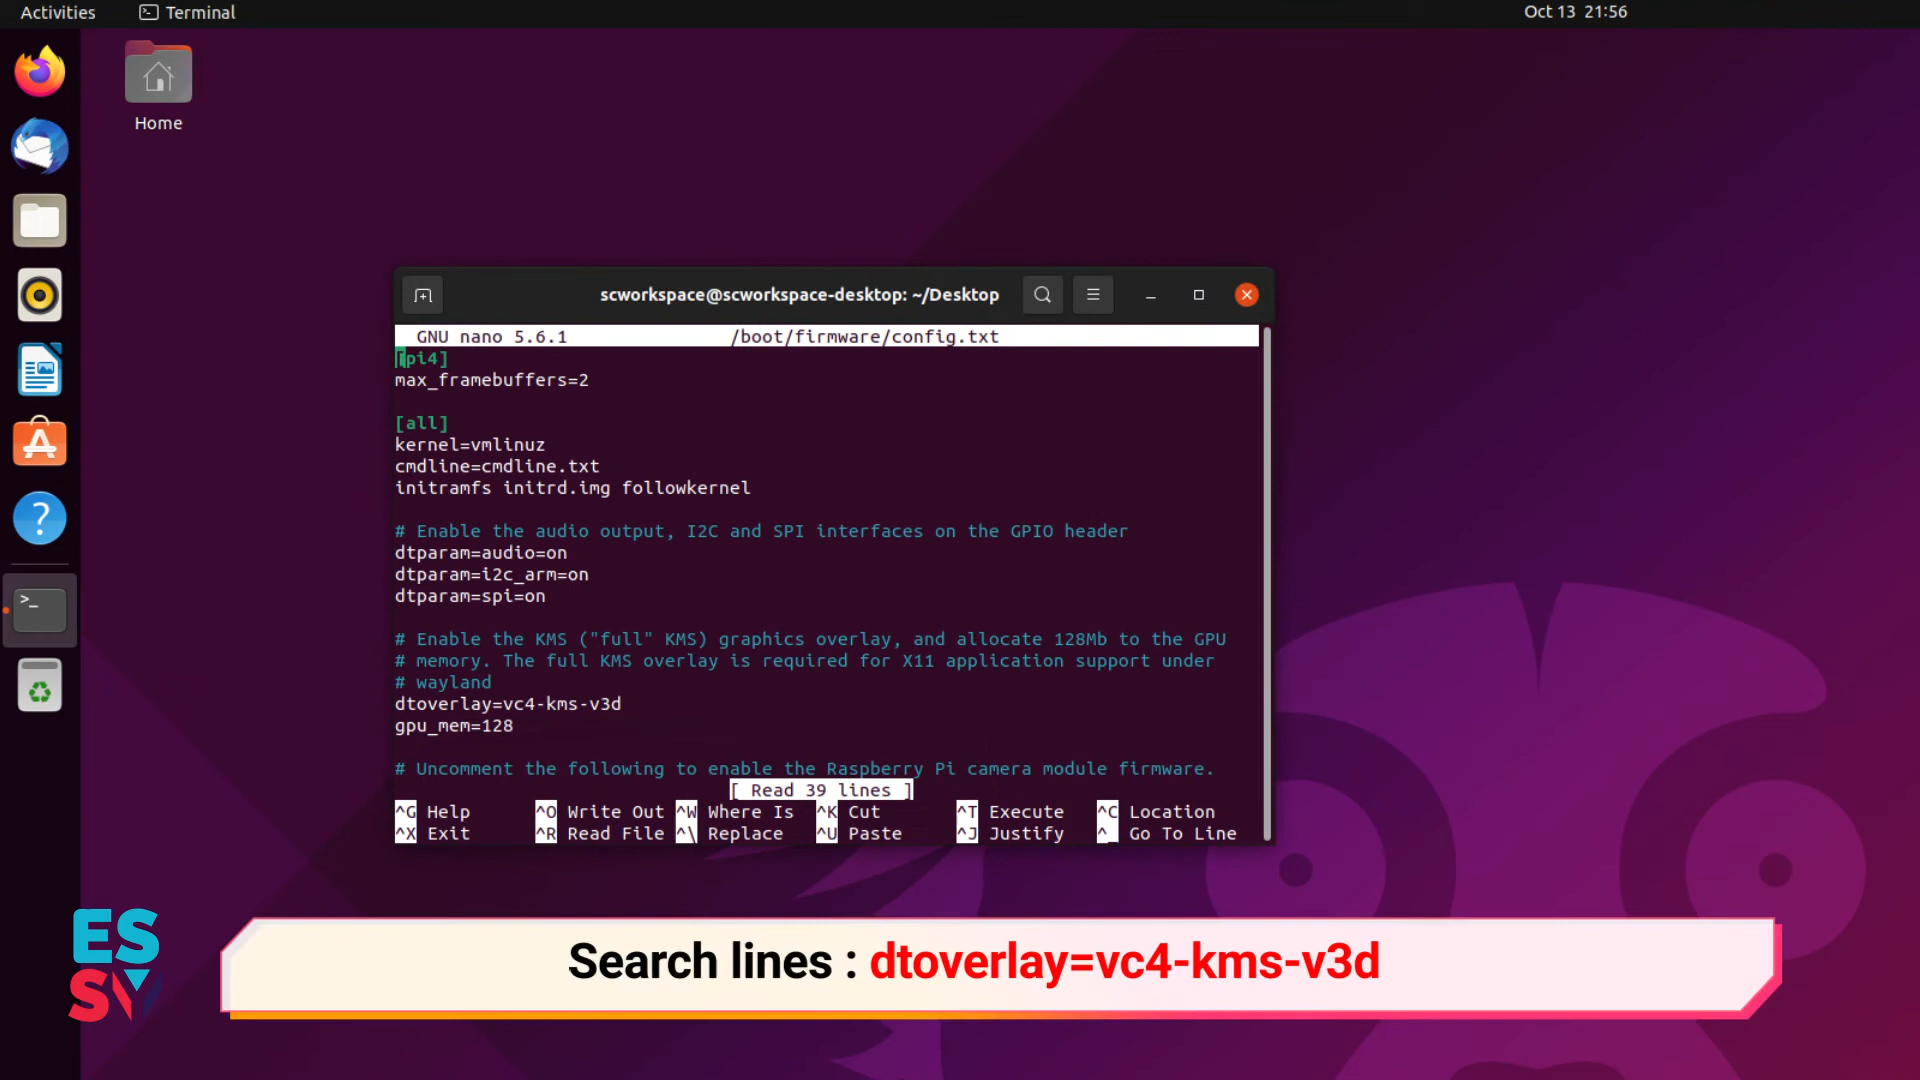 Activities
Terminal
Oct 13 21:56
Home
scworkspace@scworkspace-desktop: ~/Desktop
GNU nano 5.6.1 /boot/firmware/config.txt
[pi4]
max_framebuffers=2
[all]
kernel=vmlinuz
cmdline=cmdline.txt
initramfs initrd.img followkernel
# Enable the audio output, I2C and SPI interfaces on the GPIO header
dtparam=audio=on
dtparam=i2c_arm=on
dtparam=spi=on
# Enable the KMS ("full" KMS) graphics overlay, and allocate 128Mb to the GPU
# memory. The full KMS overlay is required for X11 application support under
# wayland
dtoverlay=vc4-kms-v3d
gpu_mem=128
# Uncomment the following to enable the Raspberry Pi camera module firmware.
[ Read 39 lines ]
^G Help ^O Write Out ^W Where Is ^K Cut ^T Execute ^C Location
^X Exit ^R Read File ^\ Replace ^U Paste ^J Justify ^_ Go To Line
ES
SY
Search lines : dtoverlay=vc4-kms-v3d